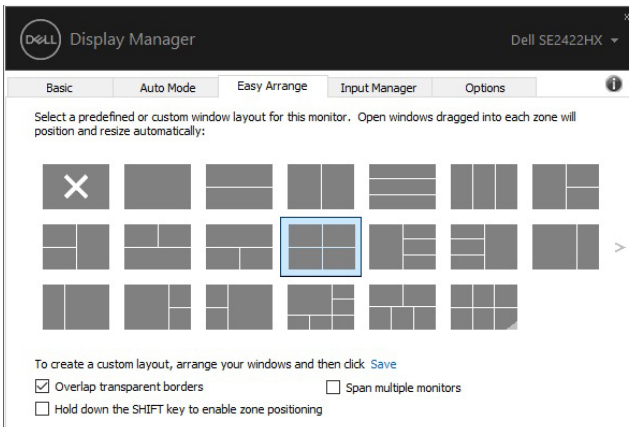 DELL Display Manager
Dell SE2422HX
Basic Auto Mode Easy Arrange Input Manager Options
Select a predefined or custom window layout for this monitor. Open windows dragged into each zone will
position and resize automatically:
To create a custom layout, arrange your windows and then click Save
Overlap transparent borders
Span multiple monitors
Hold down the SHIFT key to enable zone positioning